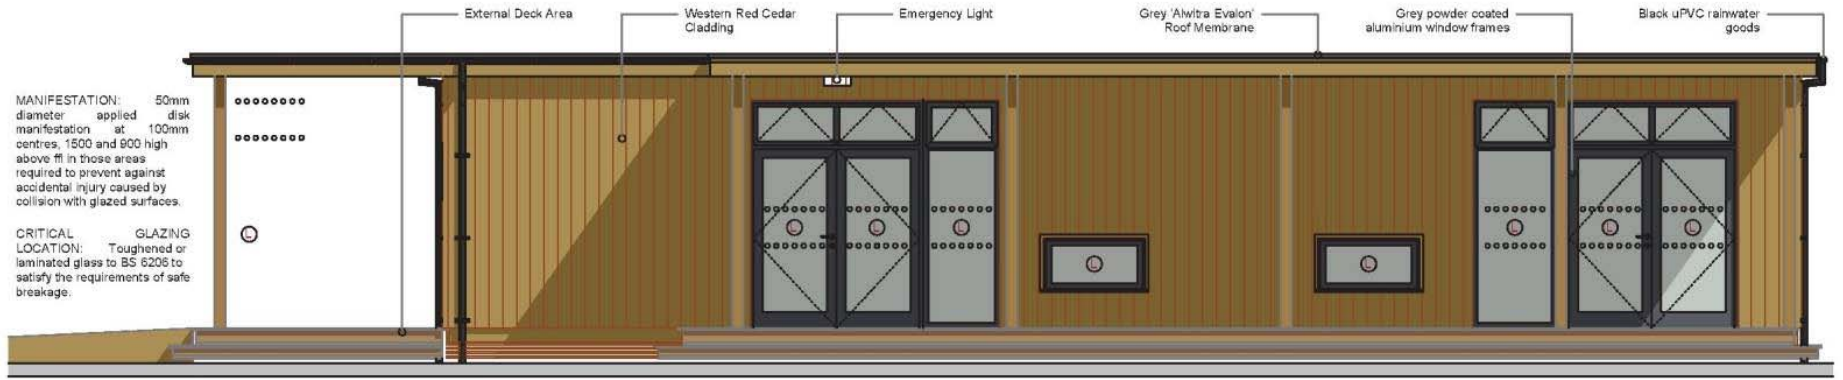 External Deck Area
Western Red Cedar
Cladding
Emergency Light
Grey 'Alwitra Evalon'
Roof Membrane
Grey powder coated
aluminium window frames
Black uPVC rainwater
goods
MANIFESTATION: 50mm
diameter applied disk
manifestation at 100mm
centres, 1500 and 900 high
above ffl in those areas
required to prevent against
accidental injury caused by
collision with glazed surfaces.
CRITICAL GLAZING
LOCATION: Toughened or
laminated glass to BS 6206 to
satisfy the requirements of safe
breakage.
L
L
L
L
L
L
L
L
L